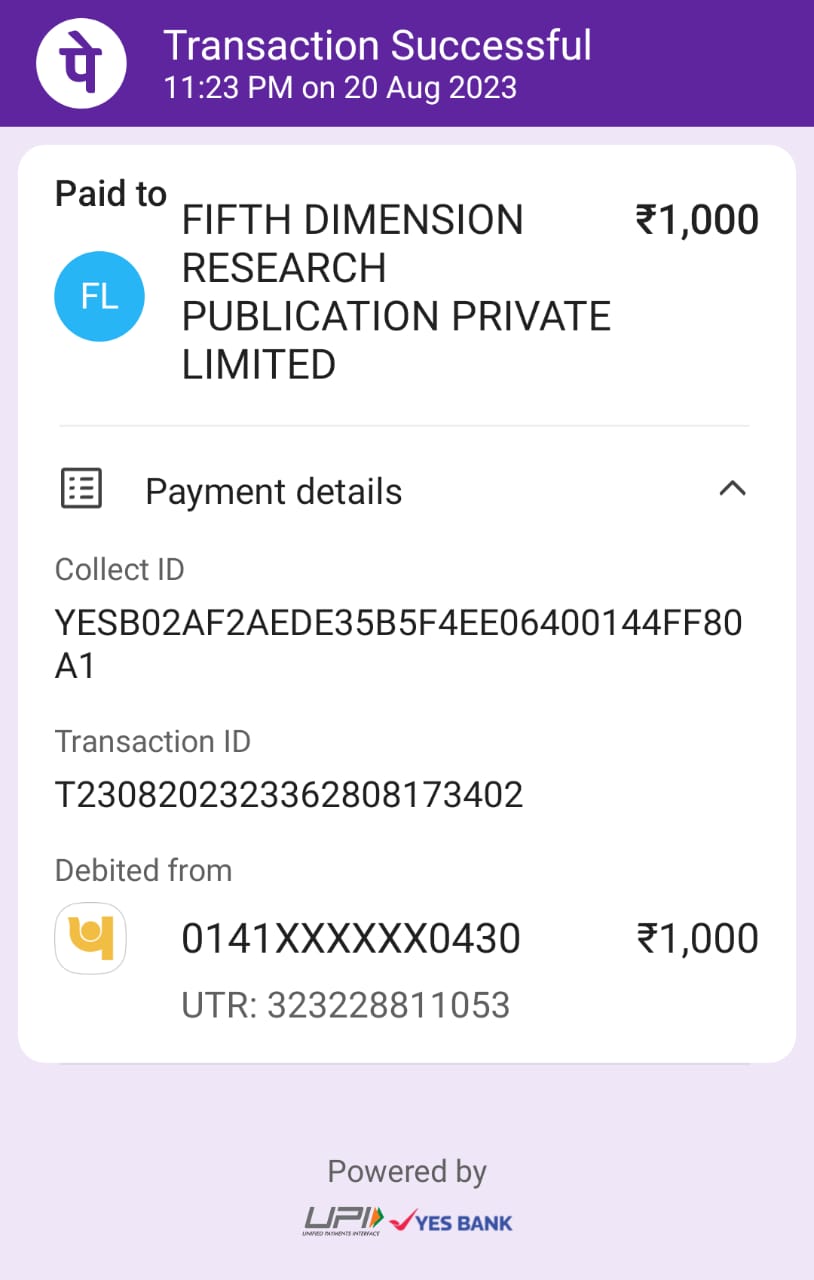 पे
Transaction Successful
11:23 PM on 20 Aug 2023
Paid to
FL
FIFTH DIMENSION
RESEARCH
PUBLICATION PRIVATE
LIMITED
₹1,000
Payment details
Collect ID
YESB02AF2AEDE35B5F4EE06400144FF80
A1
Transaction ID
T2308202323362808173402
Debited from
0141XXXXXX0430
₹1,000
UTR: 323228811053
Powered by
UPI
UNIFIED PAYMENTS INTERFACE
YES BANK